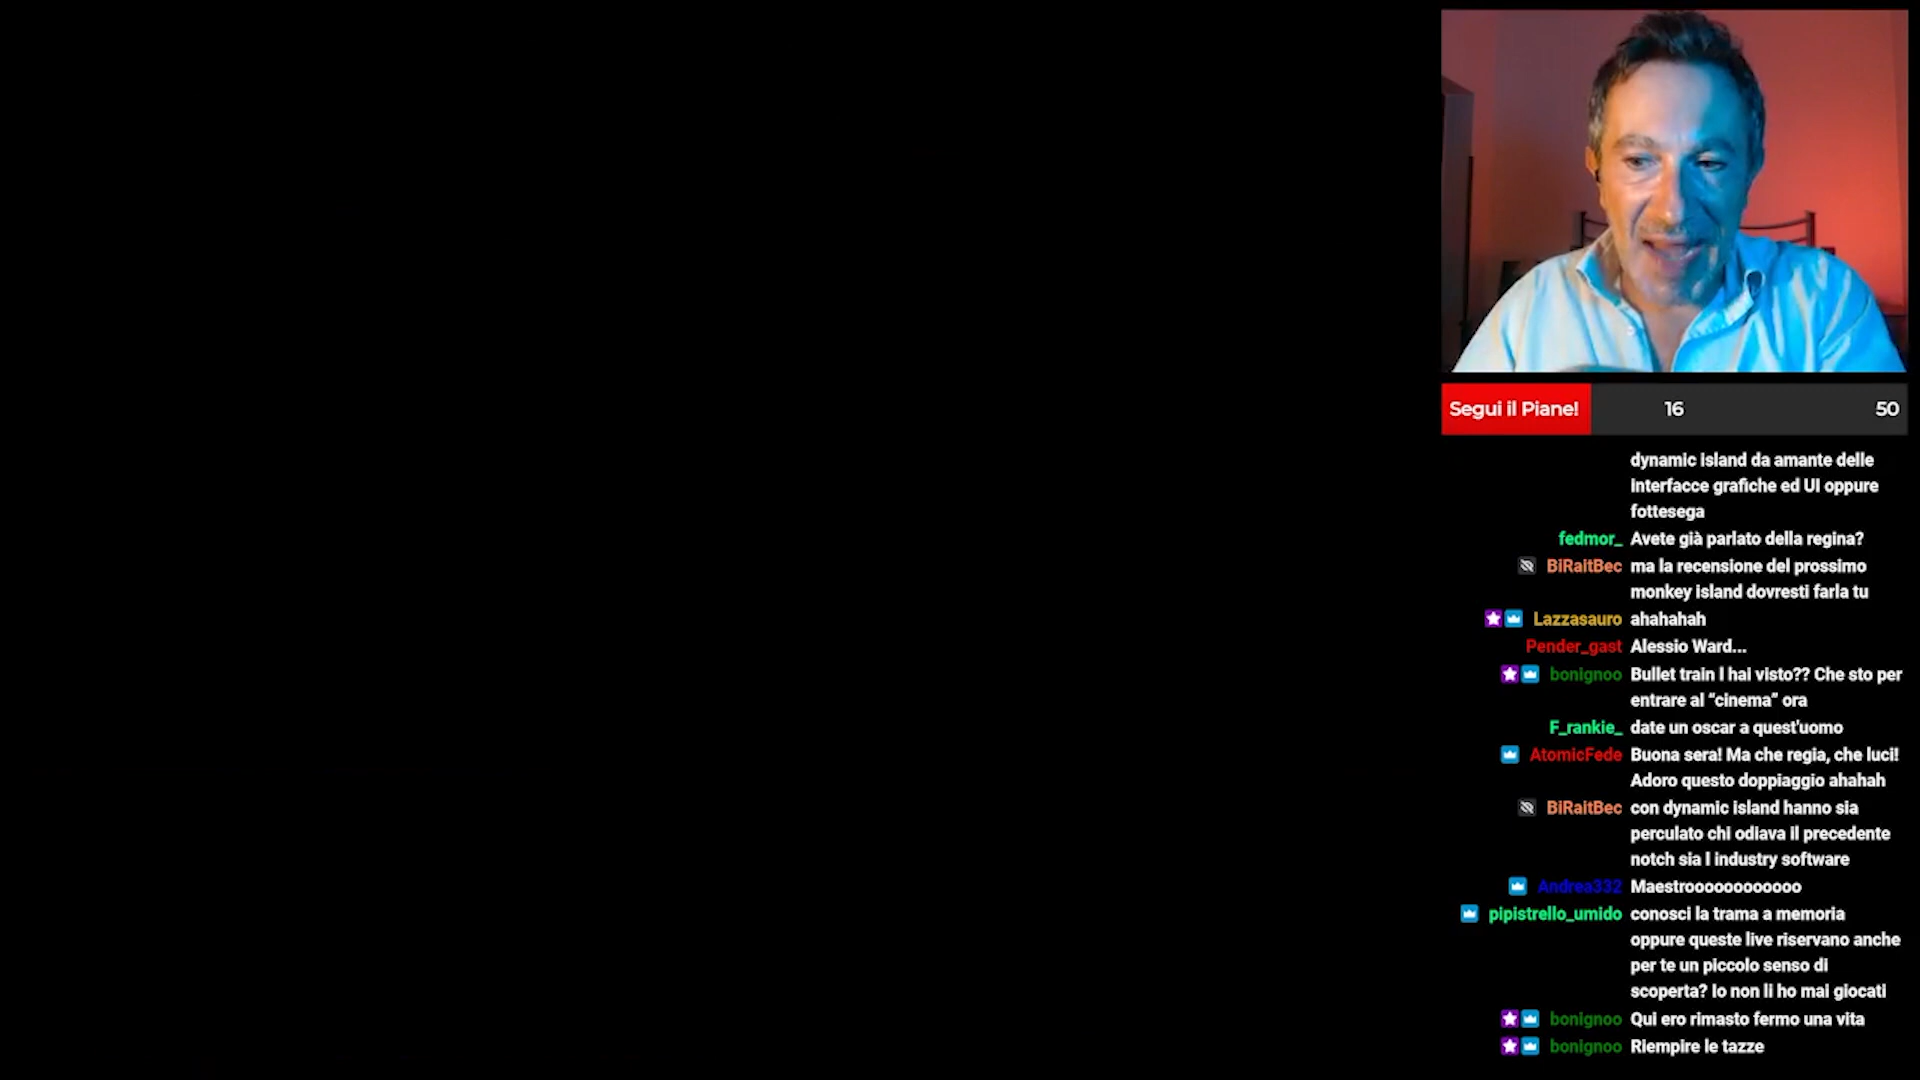 Segui il Piane! 16 50
dynamic island da amante delle
interfacce grafiche ed UI oppure
fottesega
fedmor_ Avete già parlato della regina?
BiRaitBec ma la recensione del prossimo
monkey island dovresti farla tu
Lazzasauro ahahahah
Pender_gast Alessio Ward...
bonignoo Bullet train l hai visto?? Che sto per
entrare al “cinema” ora
F_rankie_ date un oscar a quest'uomo
AtomicFede Buona sera! Ma che regia, che luci!
Adoro questo doppiaggio ahahah
BiRaitBec con dynamic island hanno sia
perculato chi odiava il precedente
notch sia l industry software
Andrea332 Maestroooooooooooo
pipistrello_umido conosci la trama a memoria
oppure queste live riservano anche
per te un piccolo senso di
scoperta? Io non li ho mai giocati
bonignoo Qui ero rimasto fermo una vita
bonignoo Riempire le tazze